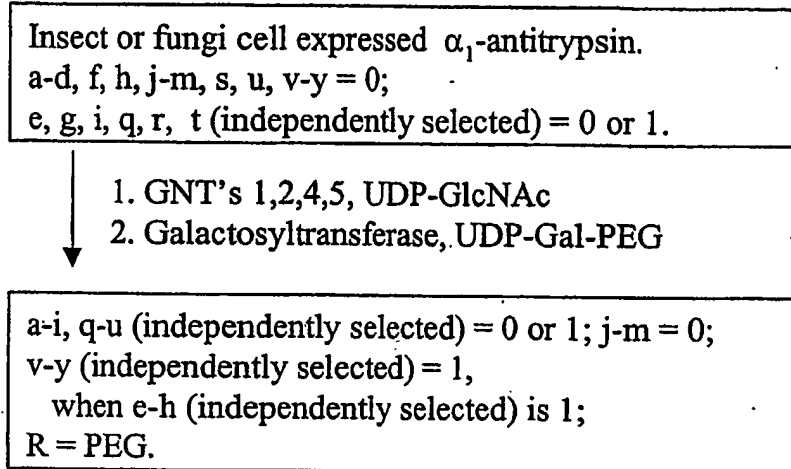 Insect or fungi cell expressed α₁-antitrypsin.
a-d, f, h, j-m, s, u, v-y = 0;
e, g, i, q, r, t (independently selected) = 0 or 1.
1. GNT's 1,2,4,5, UDP-GlcNAc
2. Galactosyltransferase, UDP-Gal-PEG
a-i, q-u (independently selected) = 0 or 1; j-m = 0;
v-y (independently selected) = 1,
when e-h (independently selected) is 1;
R = PEG.